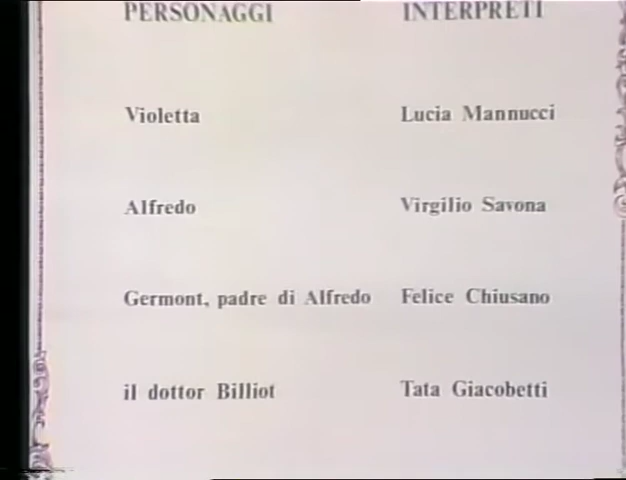 PERSONAGGI INTERPRETI
Violetta Lucia Mannucci
Alfredo Virgilio Savona
Germont, padre di Alfredo Felice Chiusano
il dottor Billiot Tata Giacobetti